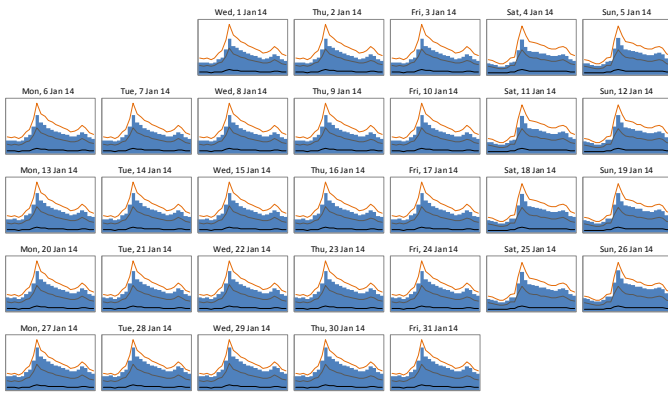 Wed, 1 Jan 14 Thu, 2 Jan 14 Fri, 3 Jan 14 Sat, 4 Jan 14 Sun, 5 Jan 14
Mon, 6 Jan 14 Tue, 7 Jan 14 Wed, 8 Jan 14 Thu, 9 Jan 14 Fri, 10 Jan 14 Sat, 11 Jan 14 Sun, 12 Jan 14
Mon, 13 Jan 14 Tue, 14 Jan 14 Wed, 15 Jan 14 Thu, 16 Jan 14 Fri, 17 Jan 14 Sat, 18 Jan 14 Sun, 19 Jan 14
Mon, 20 Jan 14 Tue, 21 Jan 14 Wed, 22 Jan 14 Thu, 23 Jan 14 Fri, 24 Jan 14 Sat, 25 Jan 14 Sun, 26 Jan 14
Mon, 27 Jan 14 Tue, 28 Jan 14 Wed, 29 Jan 14 Thu, 30 Jan 14 Fri, 31 Jan 14